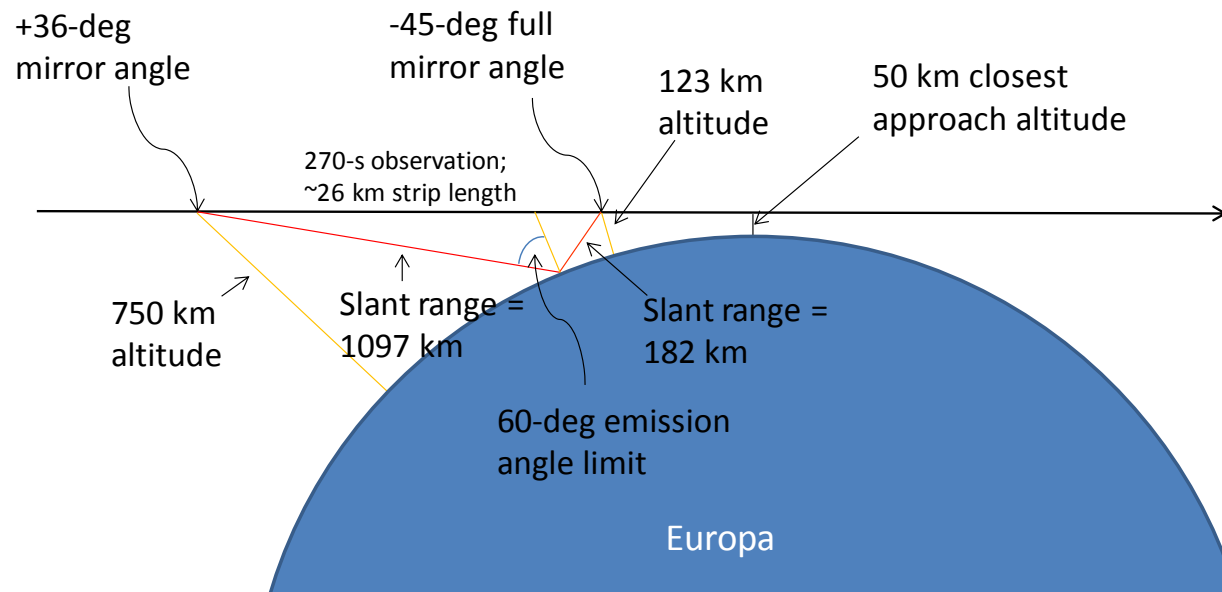 +36-deg
mirror angle
-45-deg full
mirror angle
123 km
altitude
50 km closest
approach altitude
270-s observation;
~26 km strip length
750 km
altitude
Slant range =
1097 km
Slant range =
182 km
60-deg emission
angle limit
Europa